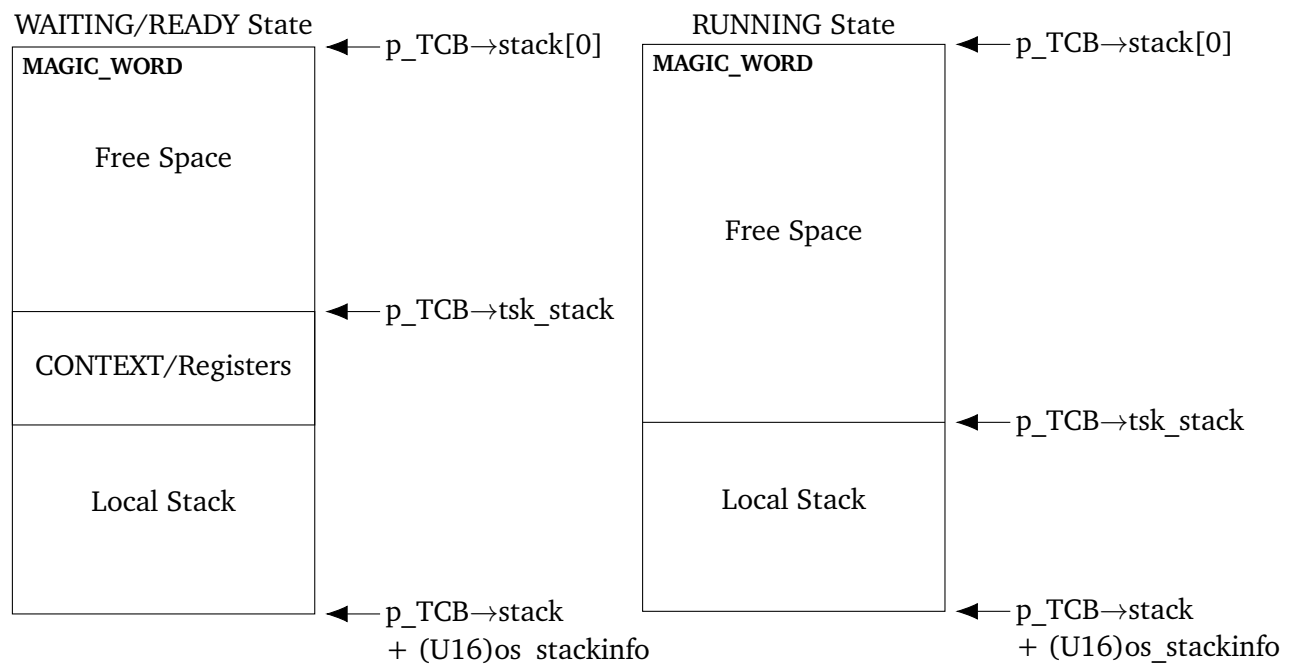 WAITING/READY State
p_TCB→stack[0]
MAGIC_WORD
Free Space
p_TCB→tsk_stack
CONTEXT/Registers
Local Stack
p_TCB→stack
+ (U16)os_stackinfo
RUNNING State
p_TCB→stack[0]
MAGIC_WORD
Free Space
p_TCB→tsk_stack
Local Stack
p_TCB→stack
+ (U16)os_stackinfo